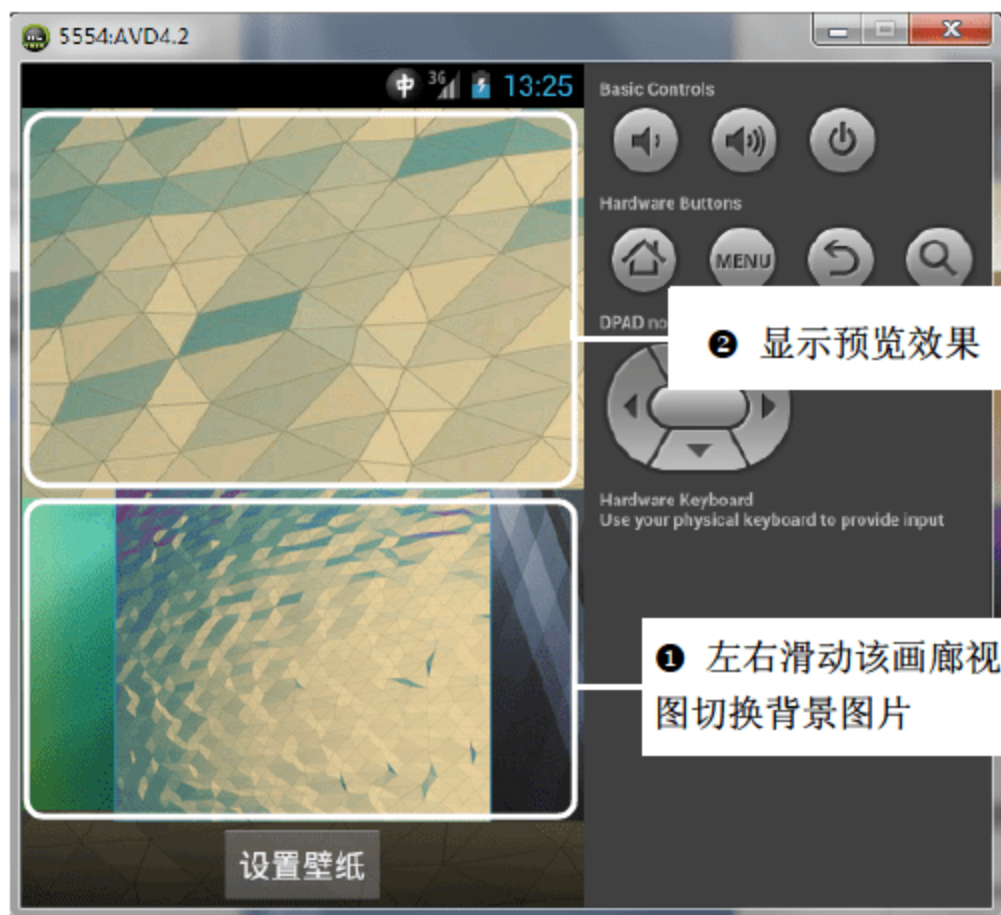 5554:AVD4.2
中 3G 13:25
Basic Controls
Hardware Buttons
MENU
DPAD no
❷ 显示预览效果
Hardware Keyboard
Use your physical keyboard to provide input
❶ 左右滑动该画廊视
图切换背景图片
设置壁纸